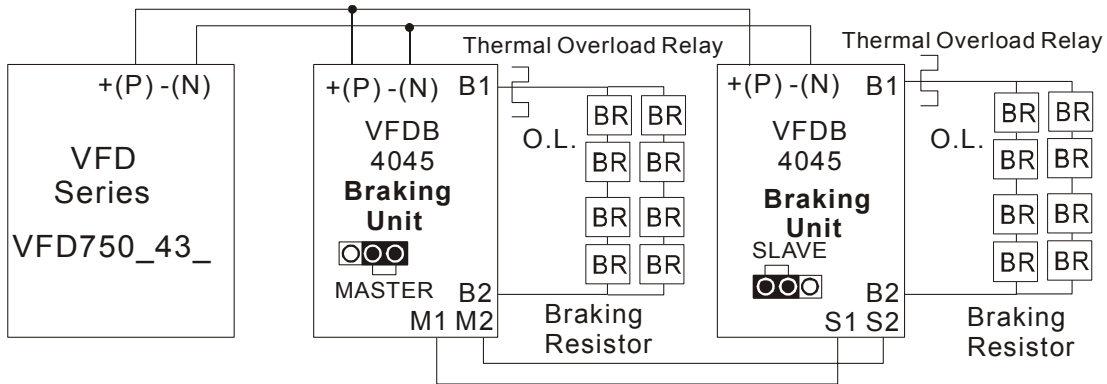 Thermal Overload Relay
Thermal Overload Relay
+(P) -(N)
VFD
Series
VFD750_43_
+(P) -(N) B1
VFDB
4045
Braking
Unit
MASTER
B2
M1 M2
O.L.
BR BR
BR BR
BR BR
BR BR
Braking
Resistor
+(P) -(N) B1
VFDB
4045
Braking
Unit
SLAVE
B2
S1 S2
O.L.
BR BR
BR BR
BR BR
BR BR
Braking
Resistor